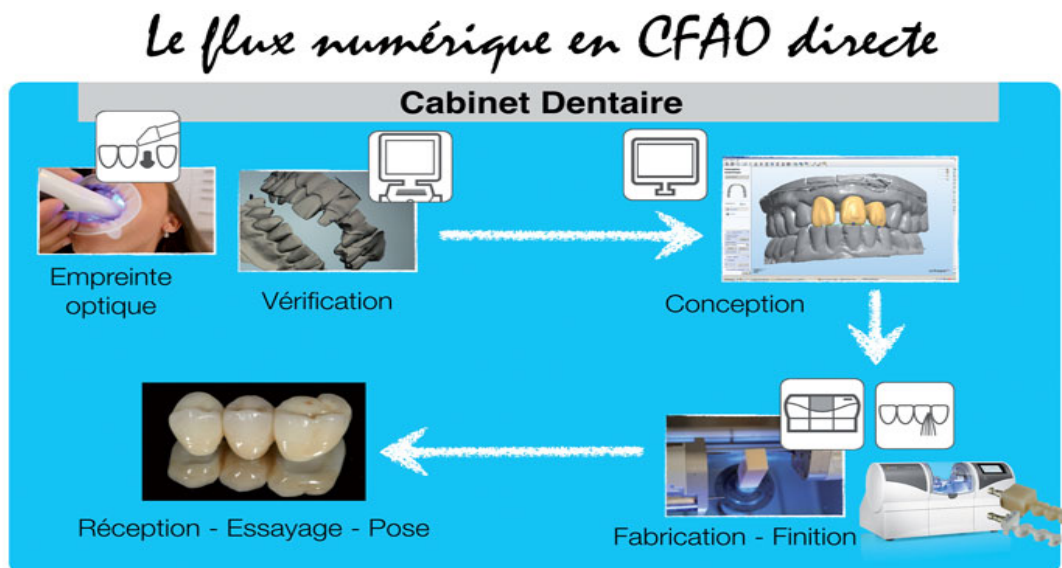 Le flux numérique en CFAO directe
Cabinet Dentaire
Empreinte
optique
Vérification
Conception
Réception - Essayage - Pose
Fabrication - Finition